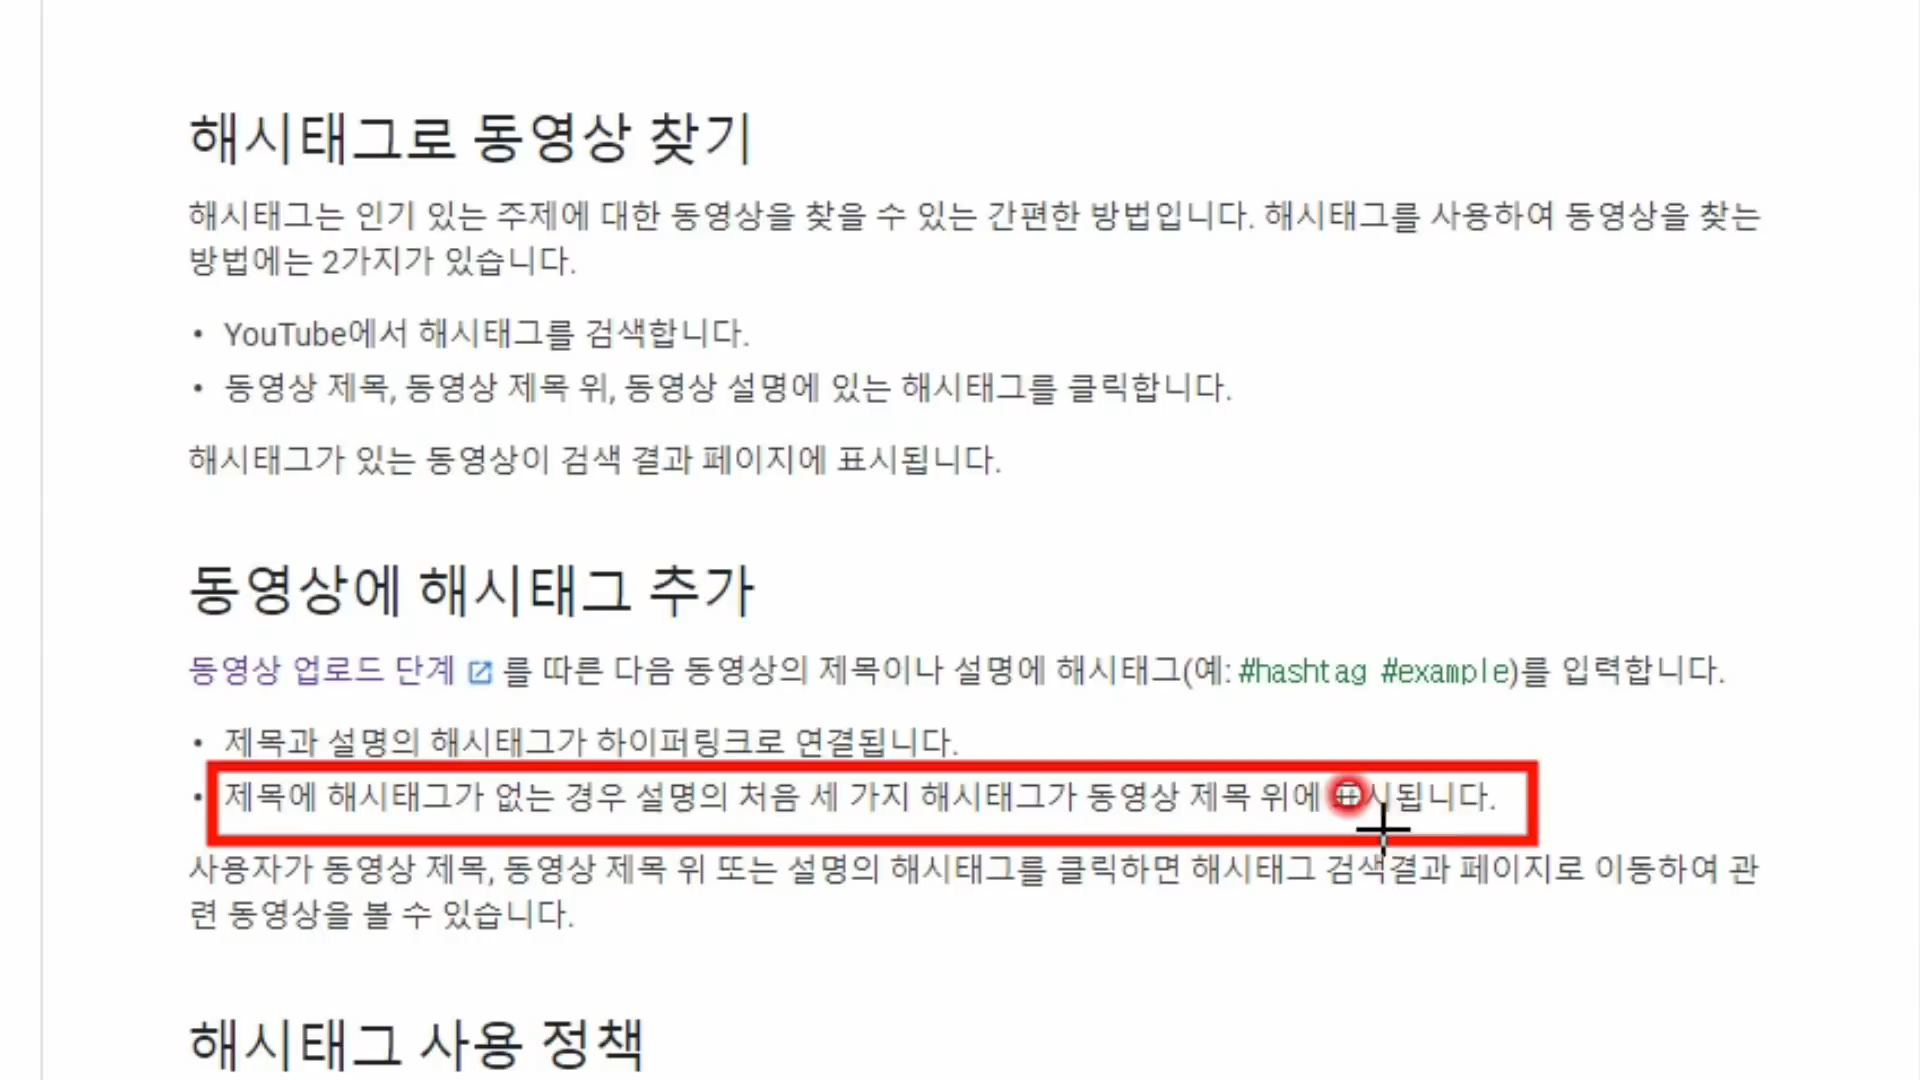 해시태그로 동영상 찾기
해시태그는 인기 있는 주제에 대한 동영상을 찾을 수 있는 간편한 방법입니다. 해시태그를 사용하여 동영상을 찾는
방법에는 2가지가 있습니다.
• YouTube에서 해시태그를 검색합니다.
• 동영상 제목, 동영상 제목 위, 동영상 설명에 있는 해시태그를 클릭합니다.
해시태그가 있는 동영상이 검색 결과 페이지에 표시됩니다.
동영상에 해시태그 추가
동영상 업로드 단계 를 따른 다음 동영상의 제목이나 설명에 해시태그(예: #hashtag #example)를 입력합니다.
• 제목과 설명의 해시태그가 하이퍼링크로 연결됩니다.
• 제목에 해시태그가 없는 경우 설명의 처음 세 가지 해시태그가 동영상 제목 위에 표시됩니다.
사용자가 동영상 제목, 동영상 제목 위 또는 설명의 해시태그를 클릭하면 해시태그 검색결과 페이지로 이동하여 관
련 동영상을 볼 수 있습니다.
해시태그 사용 정책